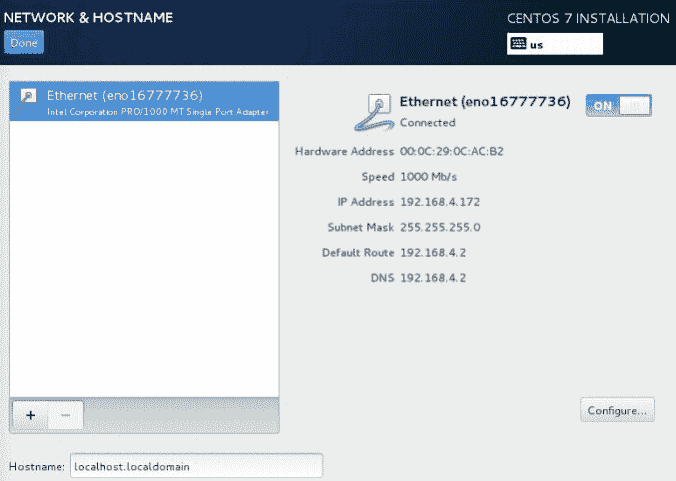 NETWORK & HOSTNAME
CENTOS 7 INSTALLATION
Done
us
Ethernet (eno16777736)
Intel Corporation PRO/1000 MT Single Port Adapter
Ethernet (eno16777736)
Connected
ON
Hardware Address 00:0C:29:0C:AC:B2
Speed 1000 Mb/s
IP Address 192.168.4.172
Subnet Mask 255.255.255.0
Default Route 192.168.4.2
DNS 192.168.4.2
+ −
Configure...
Hostname: localhost.localdomain